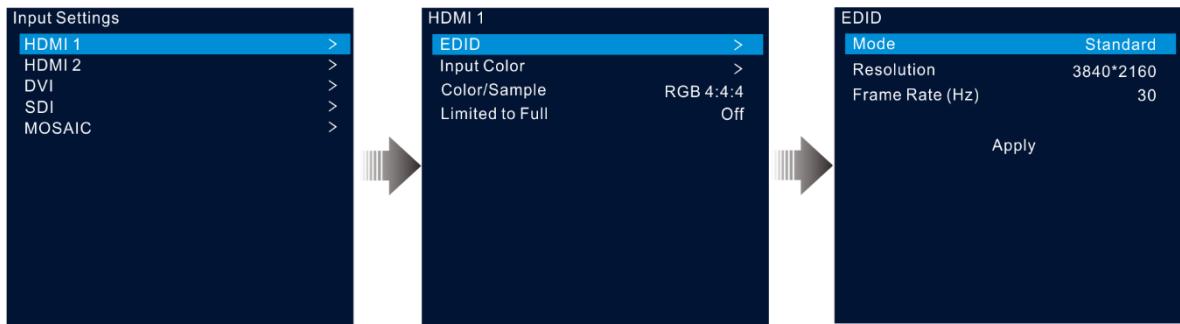 Input Settings
HDMI 1 >
HDMI 2 >
DVI >
SDI >
MOSAIC >
HDMI 1
EDID >
Input Color >
Color/Sample RGB 4:4:4
Limited to Full Off
EDID
Mode Standard
Resolution 3840*2160
Frame Rate (Hz) 30
Apply